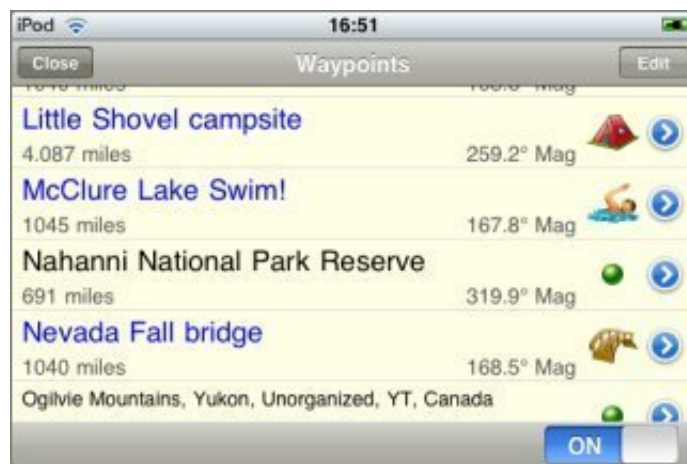 iPod 16:51
Close Waypoints Edit
Little Shovel campsite
4.087 miles 259.2° Mag
McClure Lake Swim!
1045 miles 167.8° Mag
Nahanni National Park Reserve
691 miles 319.9° Mag
Nevada Fall bridge
1040 miles 168.5° Mag
Ogilvie Mountains, Yukon, Unorganized, YT, Canada
ON